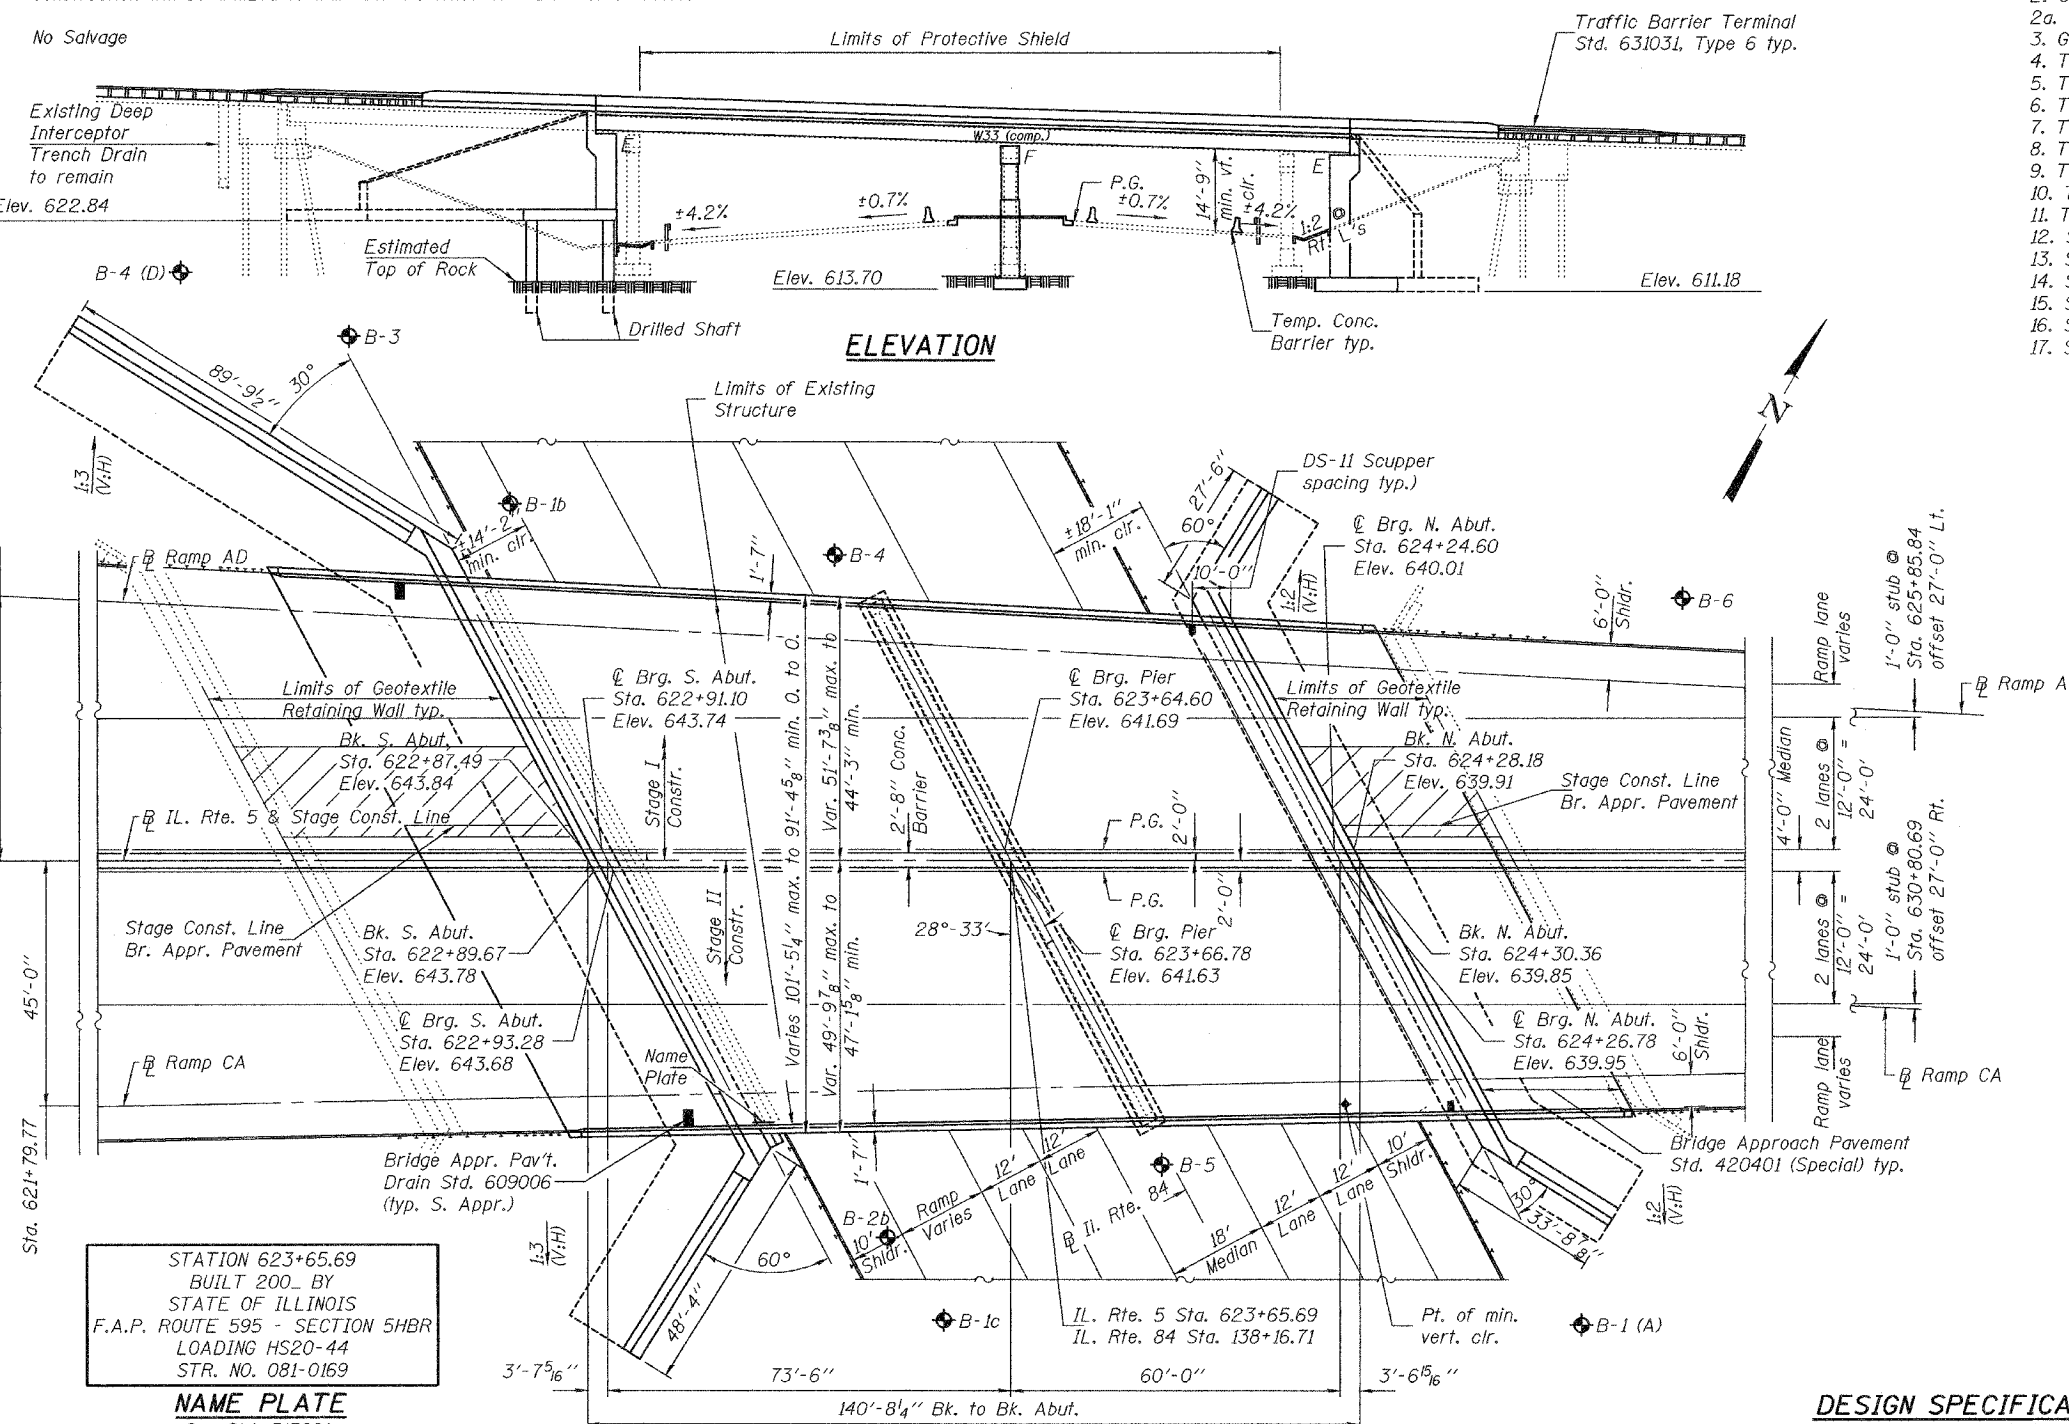 No Salvage
Limits of Protective Shield
Traffic Barrier Terminal
Std. 631031, Type 6 typ.
2a.
3. G
4. T
5. T
6. T
7. T
8. T
9. T
10. T
11. T
12. S
13. S
14. S
15. S
16. S
17. S
Existing Deep
Interceptor
Trench Drain
to remain
Elev. 622.84
W33 (comp.)
E
F
E
14'-9"
min. vt.
clr.
P.G.
±0.7%
±0.7%
±4.2%
±4.2%
1:2
Rt. L's
Estimated
Top of Rock
Elev. 613.70
Elev. 611.18
Drilled Shaft
Temp. Conc.
Barrier typ.
ELEVATION
B-4 (D)
B-3
89'-9½"
30°
Limits of Existing
Structure
N
1:3
(V:H)
B-1b
±14'-2"
min. clr.
1'-7"
B-4
±18'-1"
min. clr.
27'-6"
60°
10'-0"
DS-11 Scupper
spacing typ.)
℄ Brg. N. Abut.
Sta. 624+24.60
Elev. 640.01
1:2
(V:H)
6'-0"
Shldr.
B-6
Ramp lane
varies
1'-0" stub @
Sta. 625+85.84
offset 27'-0" Lt.
℄ Ramp AD
℄ Ramp A
Limits of Geotextile
Retaining Wall typ.
℄ Brg. S. Abut.
Sta. 622+91.10
Elev. 643.74
℄ Brg. Pier
Sta. 623+64.60
Elev. 641.69
Limits of Geotextile
Retaining Wall typ.
Bk. S. Abut.
Sta. 622+87.49
Elev. 643.84
Bk. N. Abut.
Sta. 624+28.18
Elev. 639.91
Stage Const. Line
Br. Appr. Pavement
℄ IL. Rte. 5 & Stage Const. Line
Stage I
Constr.
Stage II
Constr.
Varies 101'-5¼" max. to 91'-4⅝" min. O. to O.
Var. 51'-7⅜" max. to
44'-3" min.
Var. 49'-9⅞" max. to
47'-1⅝" min.
2'-8" Conc.
Barrier
P.G.
P.G.
2'-0"
2'-0"
4'-0" Median
2 lanes @
12'-0" =
24'-0'
2 lanes @
12'-0" =
24'-0'
1'-0" stub @
Sta. 630+80.69
offset 27'-0" Rt.
Stage Const. Line
Br. Appr. Pavement
Bk. S. Abut.
Sta. 622+89.67
Elev. 643.78
28°-33'
℄ Brg. Pier
Sta. 623+66.78
Elev. 641.63
Bk. N. Abut.
Sta. 624+30.36
Elev. 639.85
45'-0"
℄ Brg. S. Abut.
Sta. 622+93.28
Elev. 643.68
℄ Brg. N. Abut.
Sta. 624+26.78
Elev. 639.95
6'-0"
Shldr.
℄ Ramp CA
℄ Ramp CA
Ramp lane
varies
Name
Plate
Sta. 621+79.77
Bridge Appr. Pav't.
Drain Std. 609006
(typ. S. Appr.)
Bridge Approach Pavement
Std. 420401 (Special) typ.
1'-7"
B-2b
10'
Shldr.
Ramp
Varies
12'
Lane
12'
Lane
B-5
℄ Il. Rte. 84
18'
Median
12'
Lane
12'
Lane
10'
Shldr.
30°
33'-8⅞"
1:2
(V:H)
1:3
(V:H)
60°
48'-4"
B-1c
IL. Rte. 5 Sta. 623+65.69
IL. Rte. 84 Sta. 138+16.71
Pt. of min.
vert. clr.
B-1 (A)
STATION 623+65.69
BUILT 200_ BY
STATE OF ILLINOIS
F.A.P. ROUTE 595 - SECTION 5HBR
LOADING HS20-44
STR. NO. 081-0169
NAME PLATE
3'-7 5/16"
73'-6"
60'-0"
3'-6 15/16"
140'-8¼" Bk. to Bk. Abut.
DESIGN SPECIFICA